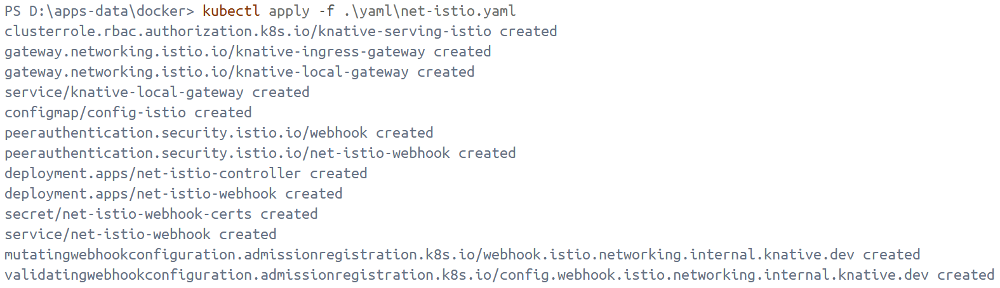 PS D:\apps-data\docker> kubectl apply -f .\yaml\net-istio.yaml
clusterrole.rbac.authorization.k8s.io/knative-serving-istio created
gateway.networking.istio.io/knative-ingress-gateway created
gateway.networking.istio.io/knative-local-gateway created
service/knative-local-gateway created
configmap/config-istio created
peerauthentication.security.istio.io/webhook created
peerauthentication.security.istio.io/net-istio-webhook created
deployment.apps/net-istio-controller created
deployment.apps/net-istio-webhook created
secret/net-istio-webhook-certs created
service/net-istio-webhook created
mutatingwebhookconfiguration.admissionregistration.k8s.io/webhook.istio.networking.internal.knative.dev created
validatingwebhookconfiguration.admissionregistration.k8s.io/config.webhook.istio.networking.internal.knative.dev created